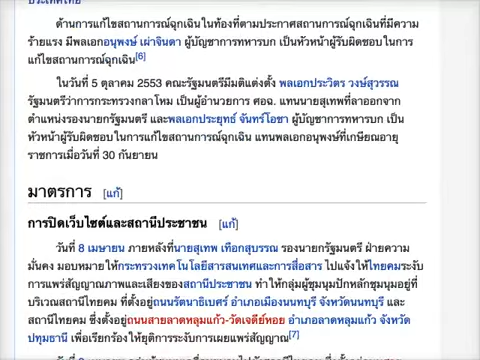 ประเทศไทย
ด้านการแก้ไขสถานการณ์ฉุกเฉินในท้องที่ตามประกาศสถานการณ์ฉุกเฉินที่มีความ
ร้ายแรง มีพลเอกอนุพงษ์ เผ่าจินดา ผู้บัญชาการทหารบก เป็นหัวหน้าผู้รับผิดชอบในการ
แก้ไขสถานการณ์ฉุกเฉิน[6]
ในวันที่ 5 ตุลาคม 2553 คณะรัฐมนตรีมีมติแต่งตั้ง พลเอกประวิตร วงษ์สุวรรณ
รัฐมนตรีว่าการกระทรวงกลาโหม เป็นผู้อำนวยการ ศอฉ. แทนนายสุเทพที่ลาออกจาก
ตำแหน่งรองนายกรัฐมนตรี และพลเอกประยุทธ์ จันทร์โอชา ผู้บัญชาการทหารบก เป็น
หัวหน้าผู้รับผิดชอบในการแก้ไขสถานการณ์ฉุกเฉิน แทนพลเอกอนุพงษ์ที่เกษียณอายุ
ราชการเมื่อวันที่ 30 กันยายน
มาตรการ [แก้]
การปิดเว็บไซต์และสถานีประชาชน [แก้]
วันที่ 8 เมษายน ภายหลังที่นายสุเทพ เทือกสุบรรณ รองนายกรัฐมนตรี ฝ่ายความ
มั่นคง มอบหมายให้กระทรวงเทคโนโลยีสารสนเทศและการสื่อสาร ไปแจ้งให้ไทยคมระงับ
การแพร่สัญญาณภาพและเสียงของสถานีประชาชน ทำให้กลุ่มผู้ชุมนุมปักหลักชุมนุมอยู่ที่
บริเวณสถานีไทยคม ที่ตั้งอยู่ถนนรัตนาธิเบศร์ อำเภอเมืองนนทบุรี จังหวัดนนทบุรี และ
สถานีไทยคม ซึ่งตั้งอยู่ถนนสายลาดหลุมแก้ว-วัดเจดีย์หอย อำเภอลาดหลุมแก้ว จังหวัด
ปทุมธานี เพื่อเรียกร้องให้ยุติการระงับการเผยแพร่สัญญาณ[7]